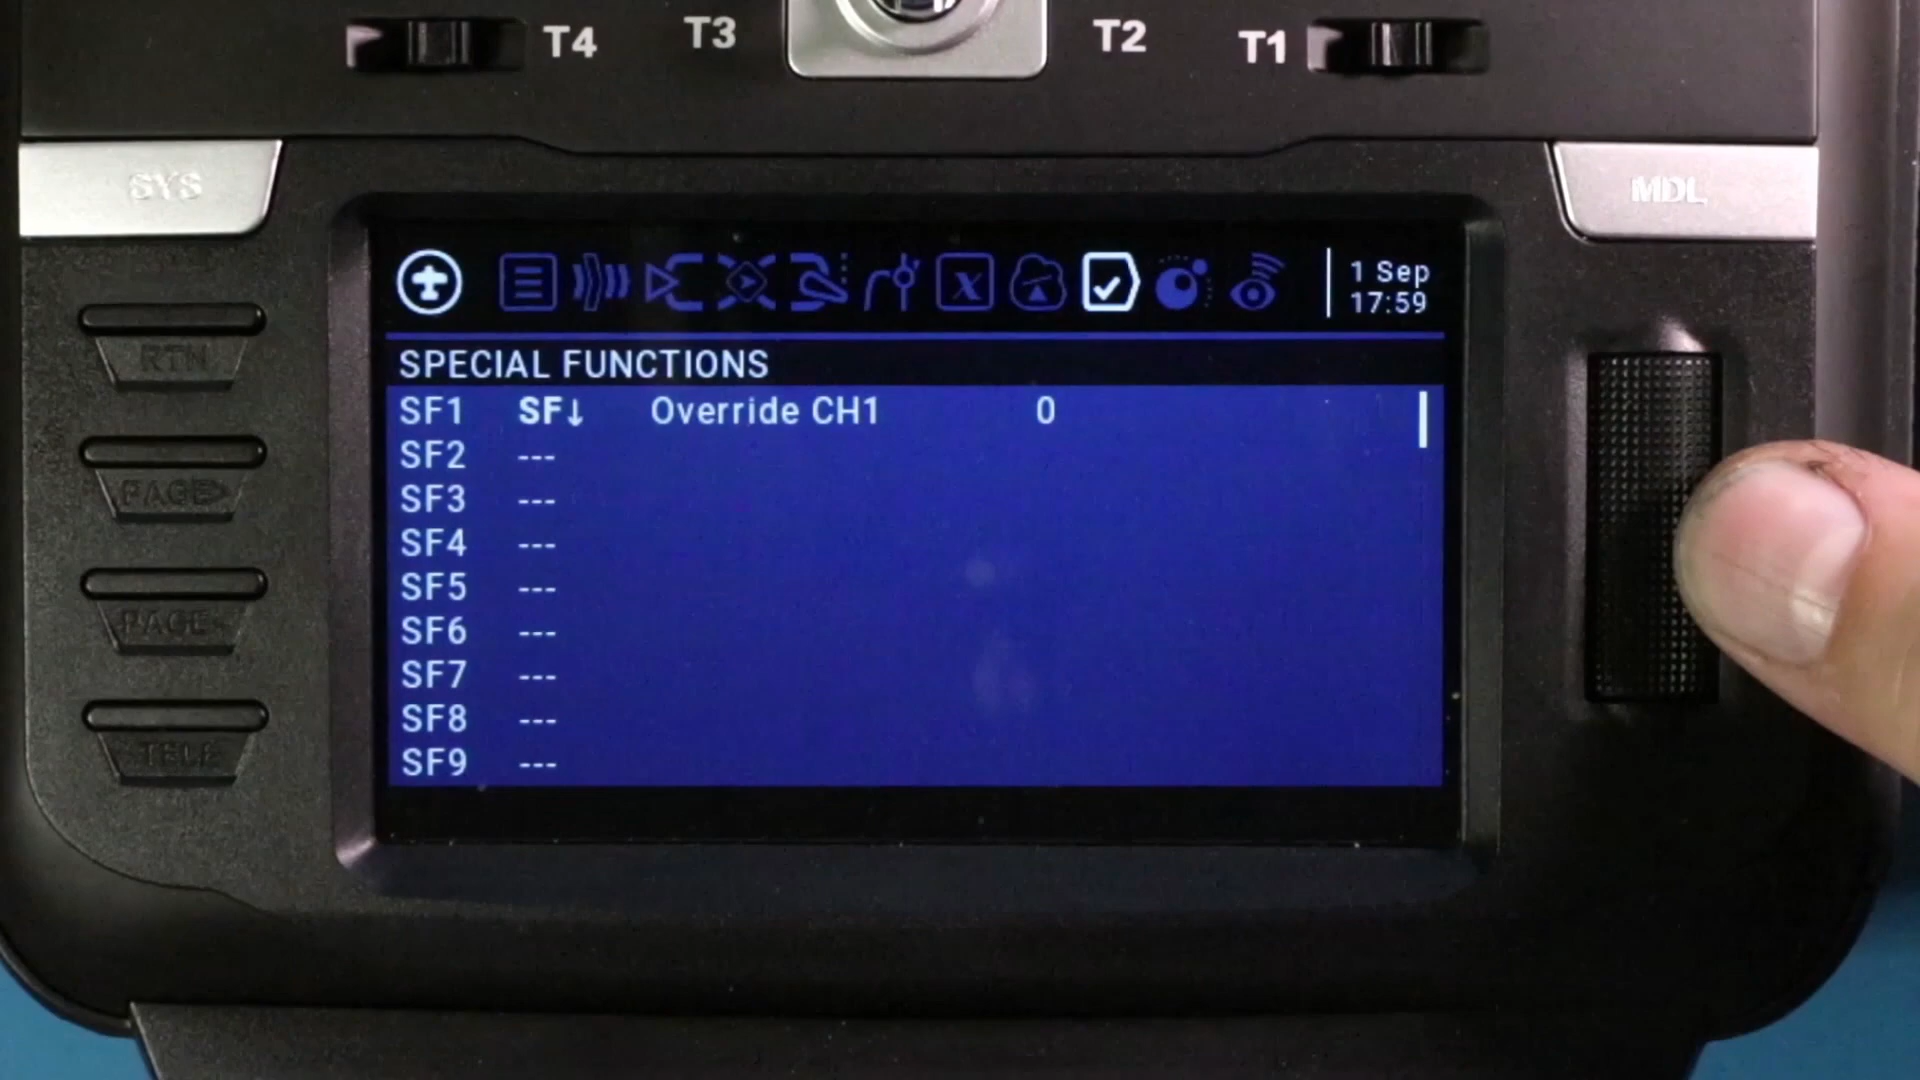 T4 T3 T2 T1
SYS
MDL
RTN
PAGE>
PAGE<
TELE
1 Sep
17:59
SPECIAL FUNCTIONS
SF1 SF↓ Override CH1 0
SF2 ---
SF3 ---
SF4 ---
SF5 ---
SF6 ---
SF7 ---
SF8 ---
SF9 ---